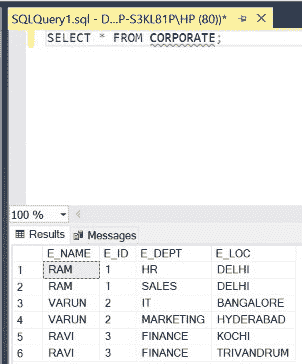 SQLQuery1.sql - D...P-S3KL81P\HP (80))*
SELECT * FROM CORPORATE;
100 %
Results Messages
E_NAME E_ID E_DEPT E_LOC
1 RAM 1 HR DELHI
2 RAM 1 SALES DELHI
3 VARUN 2 IT BANGALORE
4 VARUN 2 MARKETING HYDERABAD
5 RAVI 3 FINANCE KOCHI
6 RAVI 3 FINANCE TRIVANDRUM